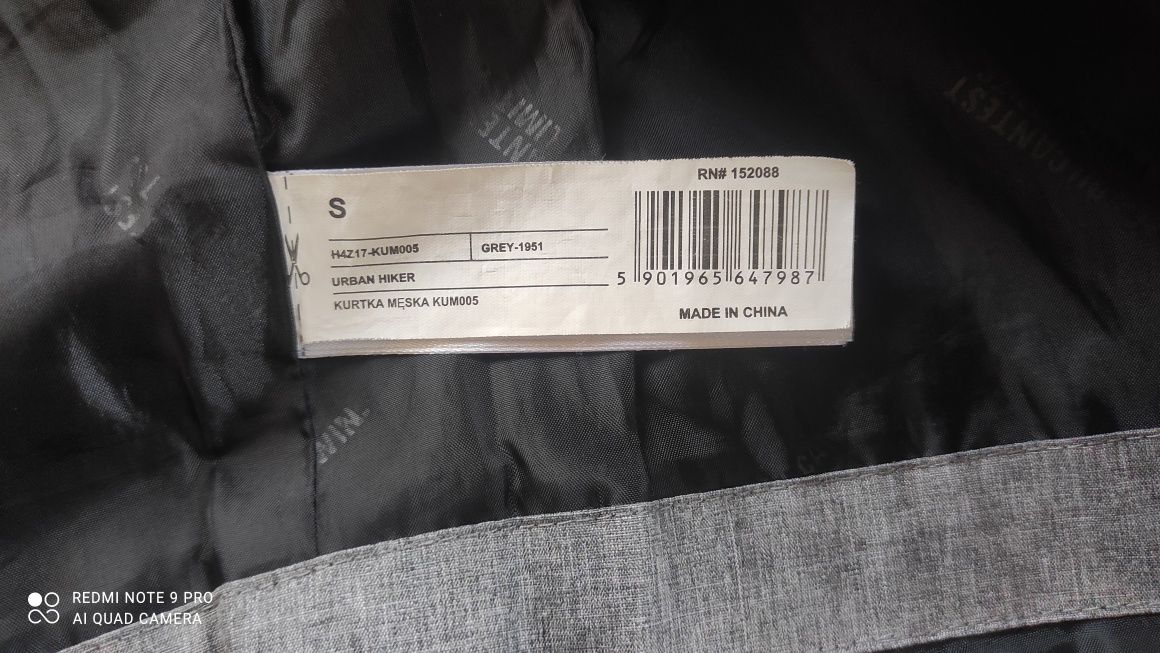 RN# 152088
S
H4Z17-KUM005
GREY-1951
URBAN HIKER
KURTKA MĘSKA KUM005
5 901965 647987
MADE IN CHINA
REDMI NOTE 9 PRO
AI QUAD CAMERA